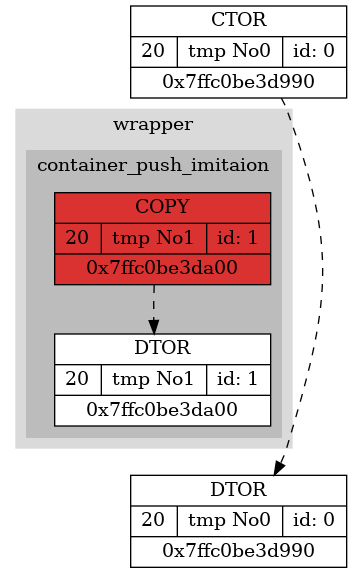 CTOR
20 tmp No0 id: 0
0x7ffc0be3d990
wrapper
container_push_imitaion
COPY
20 tmp No1 id: 1
0x7ffc0be3da00
DTOR
20 tmp No1 id: 1
0x7ffc0be3da00
DTOR
20 tmp No0 id: 0
0x7ffc0be3d990